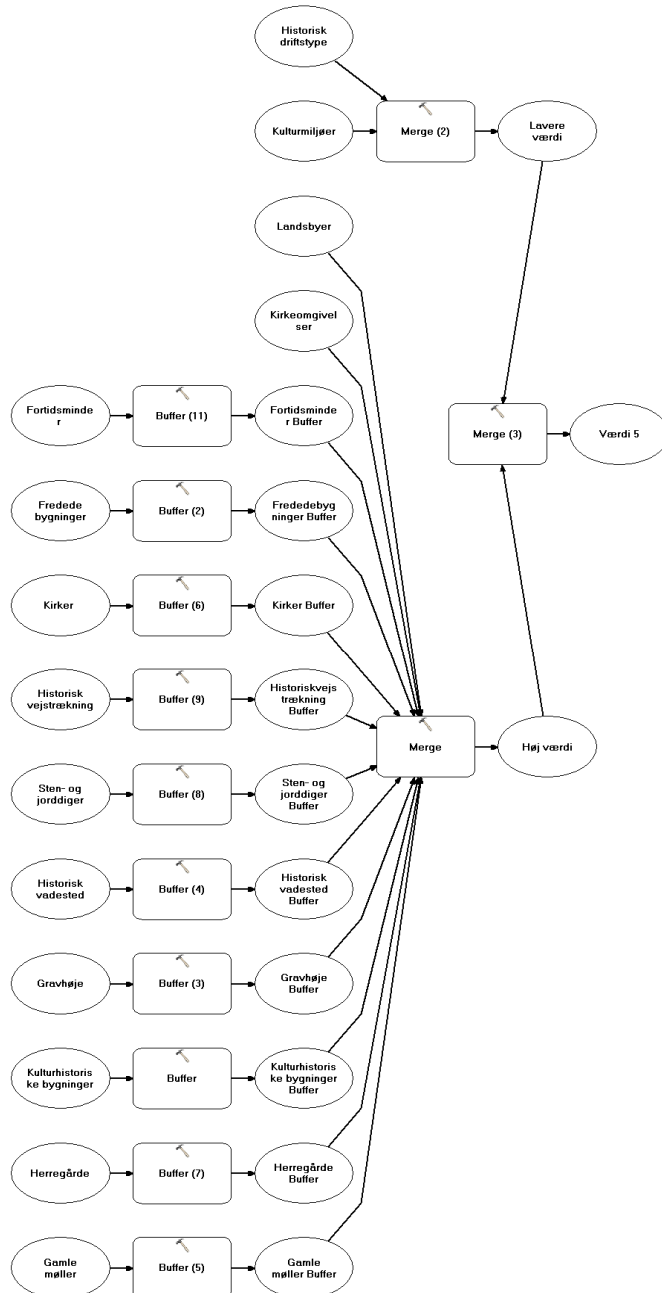 Historisk
driftstype
Kulturmiljøer
Merge (2)
Lavere
værdi
Landsbyer
Kirkeomgivel
ser
Fortidsminde
r
Buffer (11)
Fortidsminde
r Buffer
Merge (3)
Værdi 5
Fredede
bygninger
Buffer (2)
Frededebyg
ninger Buffer
Kirker
Buffer (6)
Kirker Buffer
Historisk
vejstrækning
Buffer (9)
Historiskvejs
trækning
Buffer
Merge
Høj værdi
Sten- og
jorddiger
Buffer (8)
Sten- og
jorddiger
Buffer
Historisk
vadested
Buffer (4)
Historisk
vadested
Buffer
Gravhøje
Buffer (3)
Gravhøje
Buffer
Kulturhistoris
ke bygninger
Buffer
Kulturhistoris
ke bygninger
Buffer
Herregårde
Buffer (7)
Herregårde
Buffer
Gamle
møller
Buffer (5)
Gamle
møller Buffer